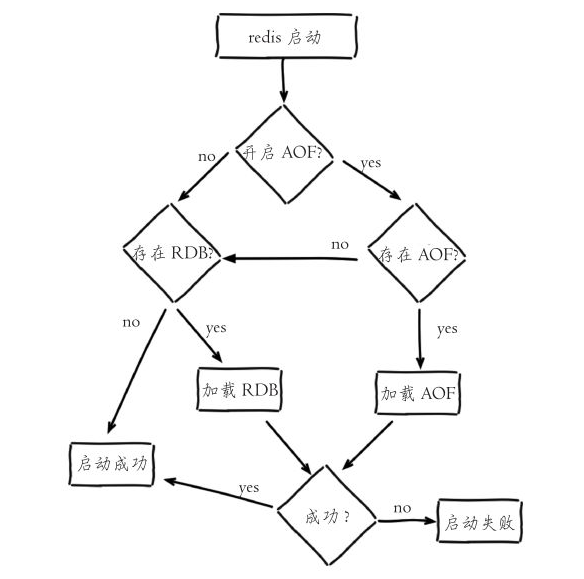 redis 启动
开启 AOF?
no
yes
存在 RDB?
no
存在 AOF?
no
yes
yes
加载 RDB
加载 AOF
启动成功
yes
成功?
no
启动失败